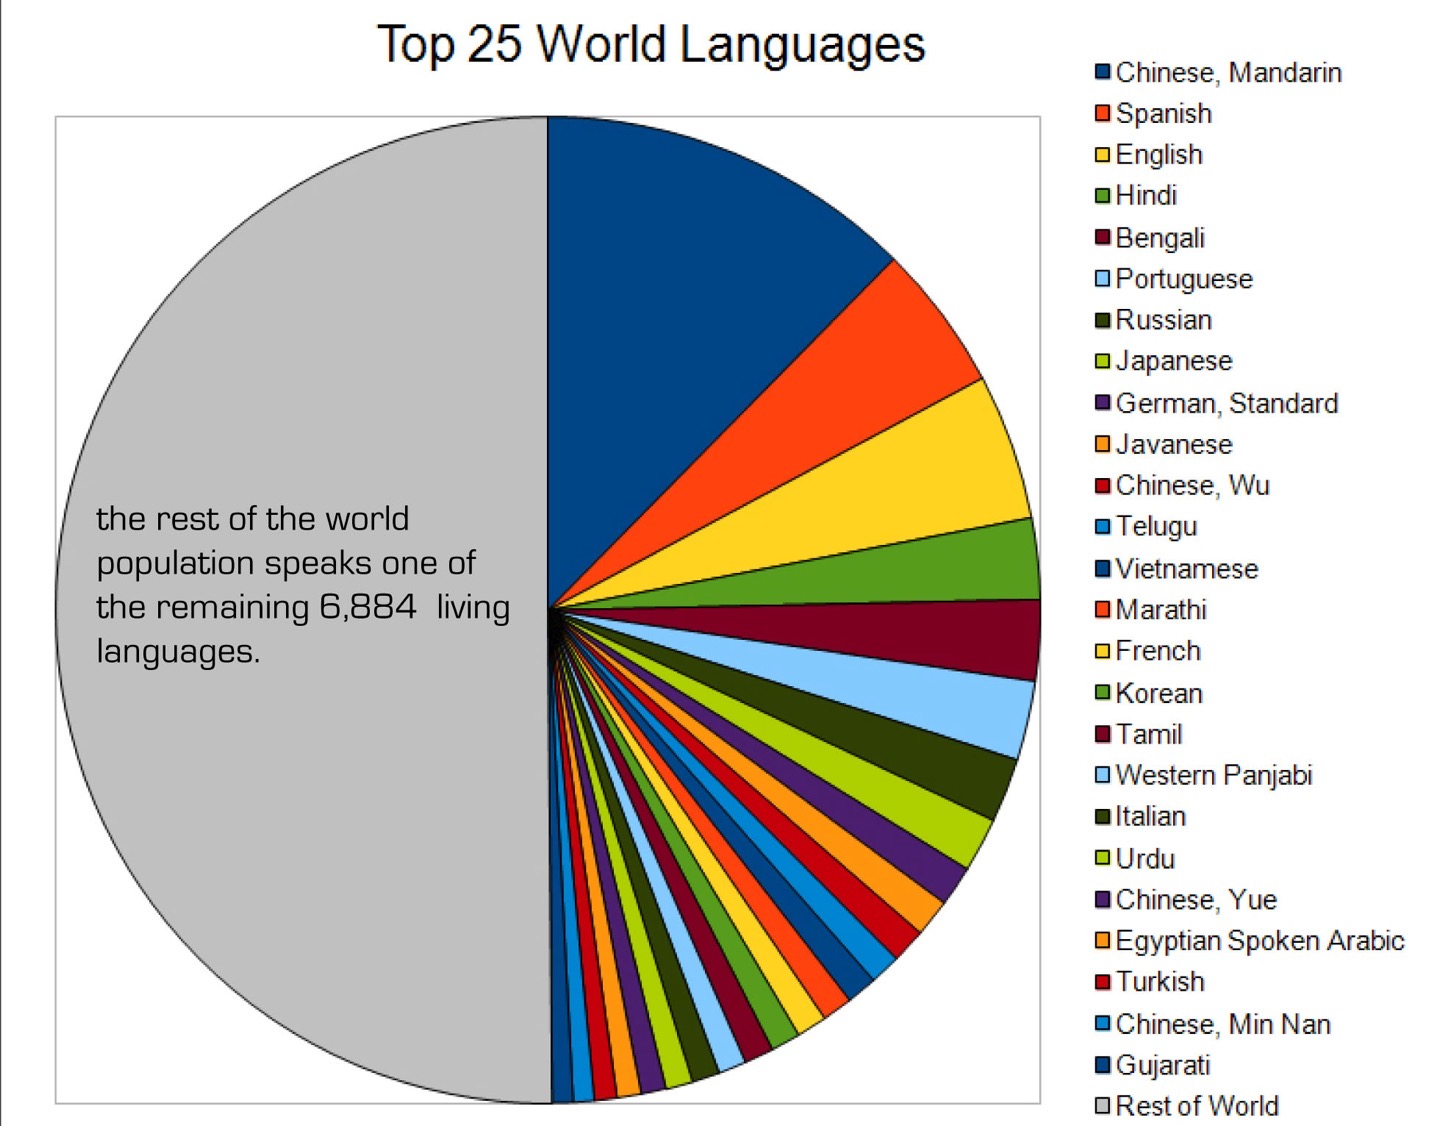 Top 25 World Languages
the rest of the world
population speaks one of
the remaining 6,884 living
languages.
Chinese, Mandarin
Spanish
English
Hindi
Bengali
Portuguese
Russian
Japanese
German, Standard
Javanese
Chinese, Wu
Telugu
Vietnamese
Marathi
French
Korean
Tamil
Western Panjabi
Italian
Urdu
Chinese, Yue
Egyptian Spoken Arabic
Turkish
Chinese, Min Nan
Gujarati
Rest of World